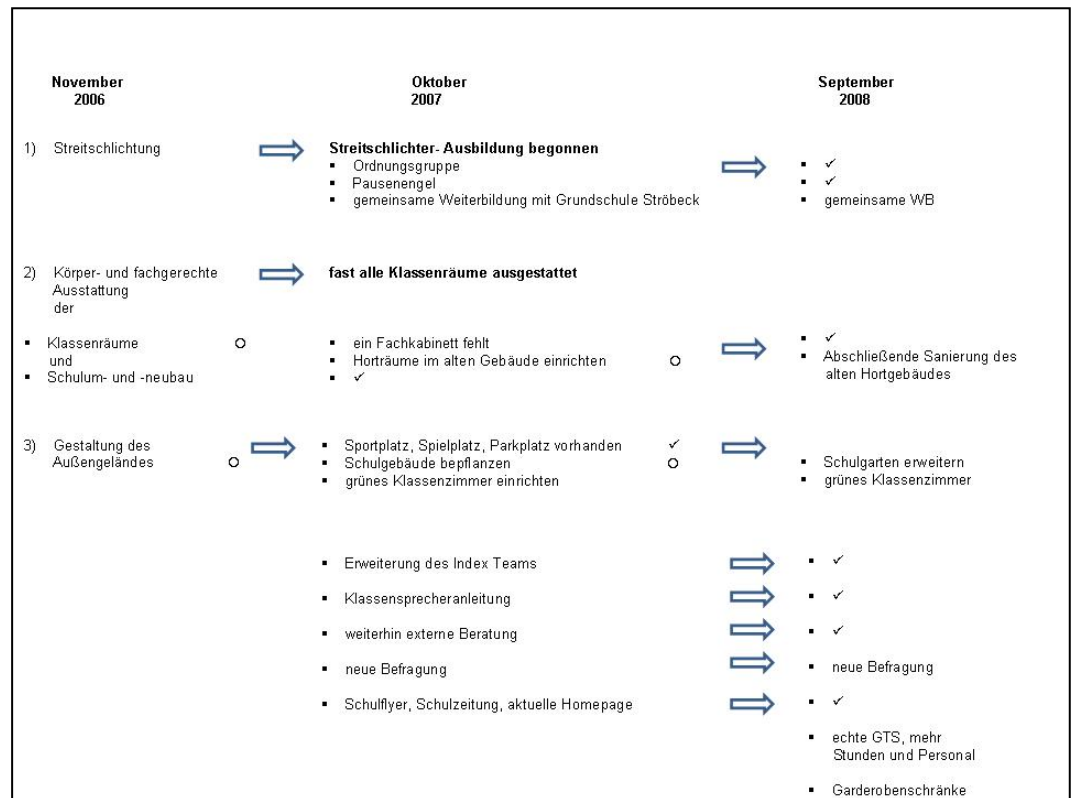 November Oktober September
2006 2007 2008
1) Streitschlichtung Streitschlichter- Ausbildung begonnen
▪ Ordnungsgruppe ▪ ✓
▪ Pausenengel ▪ ✓
▪ gemeinsame Weiterbildung mit Grundschule Ströbeck ▪ gemeinsame WB
2) Körper- und fachgerechte fast alle Klassenräume ausgestattet
Ausstattung
der
▪ Klassenräume O ▪ ein Fachkabinett fehlt ▪ ✓
und ▪ Horträume im alten Gebäude einrichten O ▪ Abschließende Sanierung des
▪ Schulum- und -neubau ▪ ✓ alten Hortgebäudes
3) Gestaltung des ▪ Sportplatz, Spielplatz, Parkplatz vorhanden ✓
Außengeländes O ▪ Schulgebäude bepflanzen O ▪ Schulgarten erweitern
▪ grünes Klassenzimmer einrichten ▪ grünes Klassenzimmer
▪ Erweiterung des Index Teams ▪ ✓
▪ Klassensprecheranleitung ▪ ✓
▪ weiterhin externe Beratung ▪ ✓
▪ neue Befragung ▪ neue Befragung
▪ Schulflyer, Schulzeitung, aktuelle Homepage ▪ ✓
▪ echte GTS, mehr
Stunden und Personal
▪ Garderobenschränke